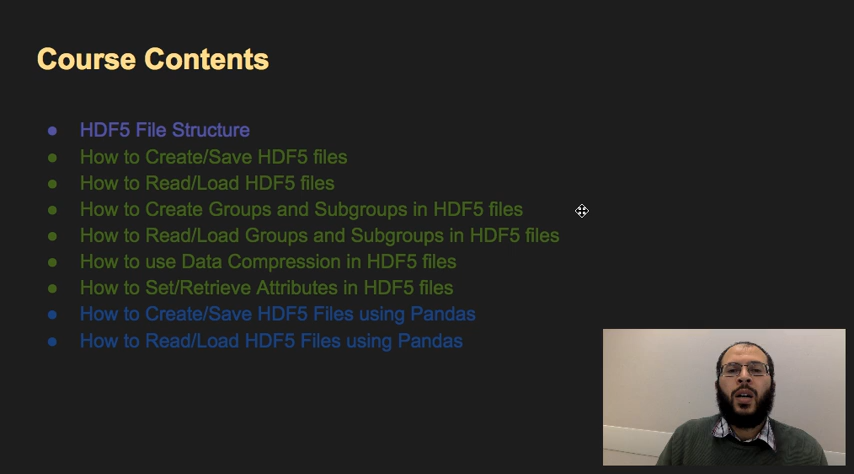 Course Contents
HDF5 File Structure
How to Create/Save HDF5 files
How to Read/Load HDF5 files
How to Create Groups and Subgroups in HDF5 files
How to Read/Load Groups and Subgroups in HDF5 files
How to use Data Compression in HDF5 files
How to Set/Retrieve Attributes in HDF5 files
How to Create/Save HDF5 Files using Pandas
How to Read/Load HDF5 Files using Pandas